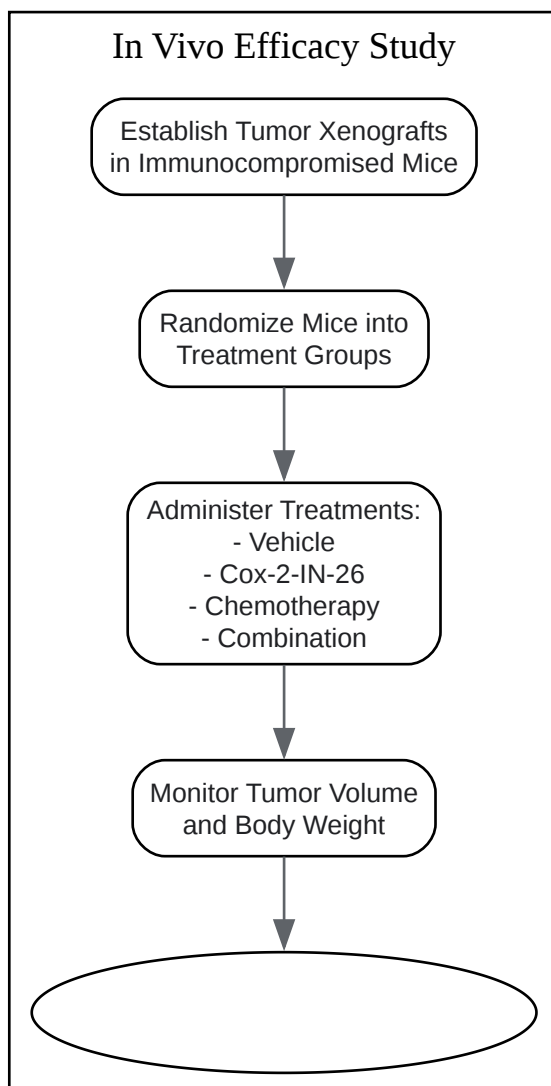 In Vivo Efficacy Study
Establish Tumor Xenografts
in Immunocompromised Mice
Randomize Mice into
Treatment Groups
Administer Treatments:
- Vehicle
- Cox-2-IN-26
- Chemotherapy
- Combination
Monitor Tumor Volume
and Body Weight